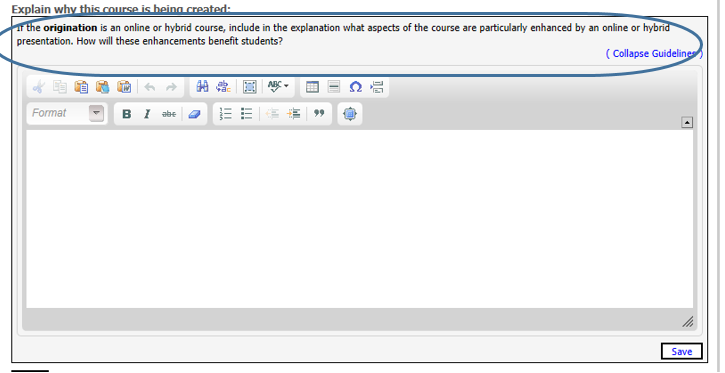 Explain why this course is being created:
If the origination is an online or hybrid course, include in the explanation what aspects of the course are particularly enhanced by an online or hybrid
presentation. How will these enhancements benefit students?
( Collapse Guidelines )
ABC
Format
B I abc
Save